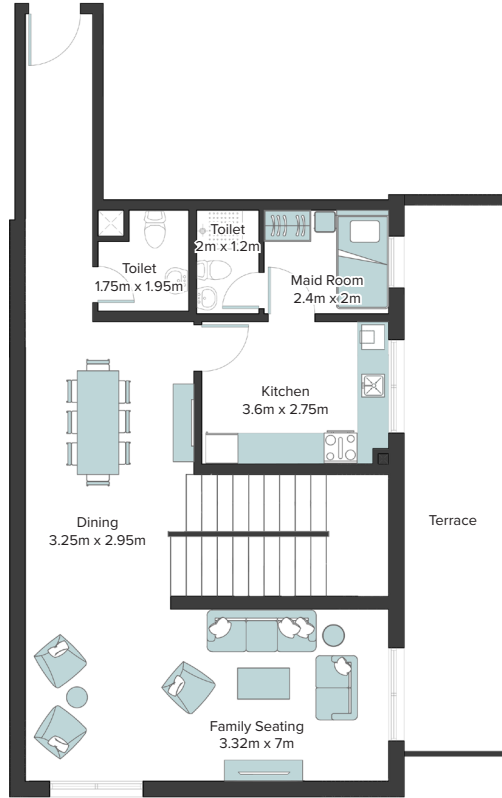 Toilet
2m x 1.2m
Toilet
1.75m x 1.95m
Maid Room
2.4m x 2m
Kitchen
3.6m x 2.75m
Dining
3.25m x 2.95m
Terrace
Family Seating
3.32m x 7m